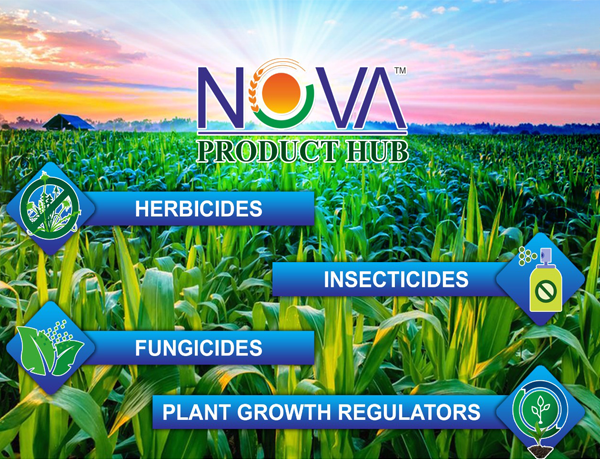 NOVA™
PRODUCT HUB
HERBICIDES
INSECTICIDES
FUNGICIDES
PLANT GROWTH REGULATORS